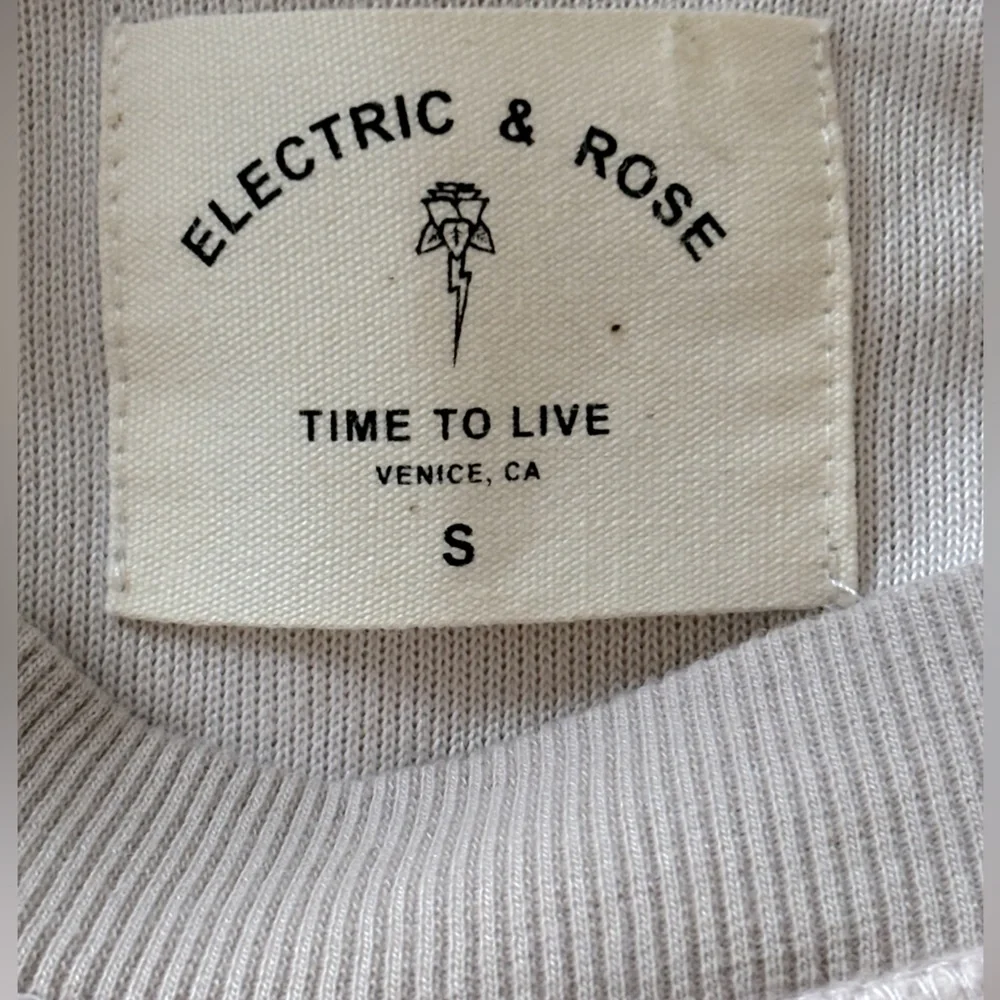 ELECTRIC & ROSE
TIME TO LIVE
VENICE, CA
S